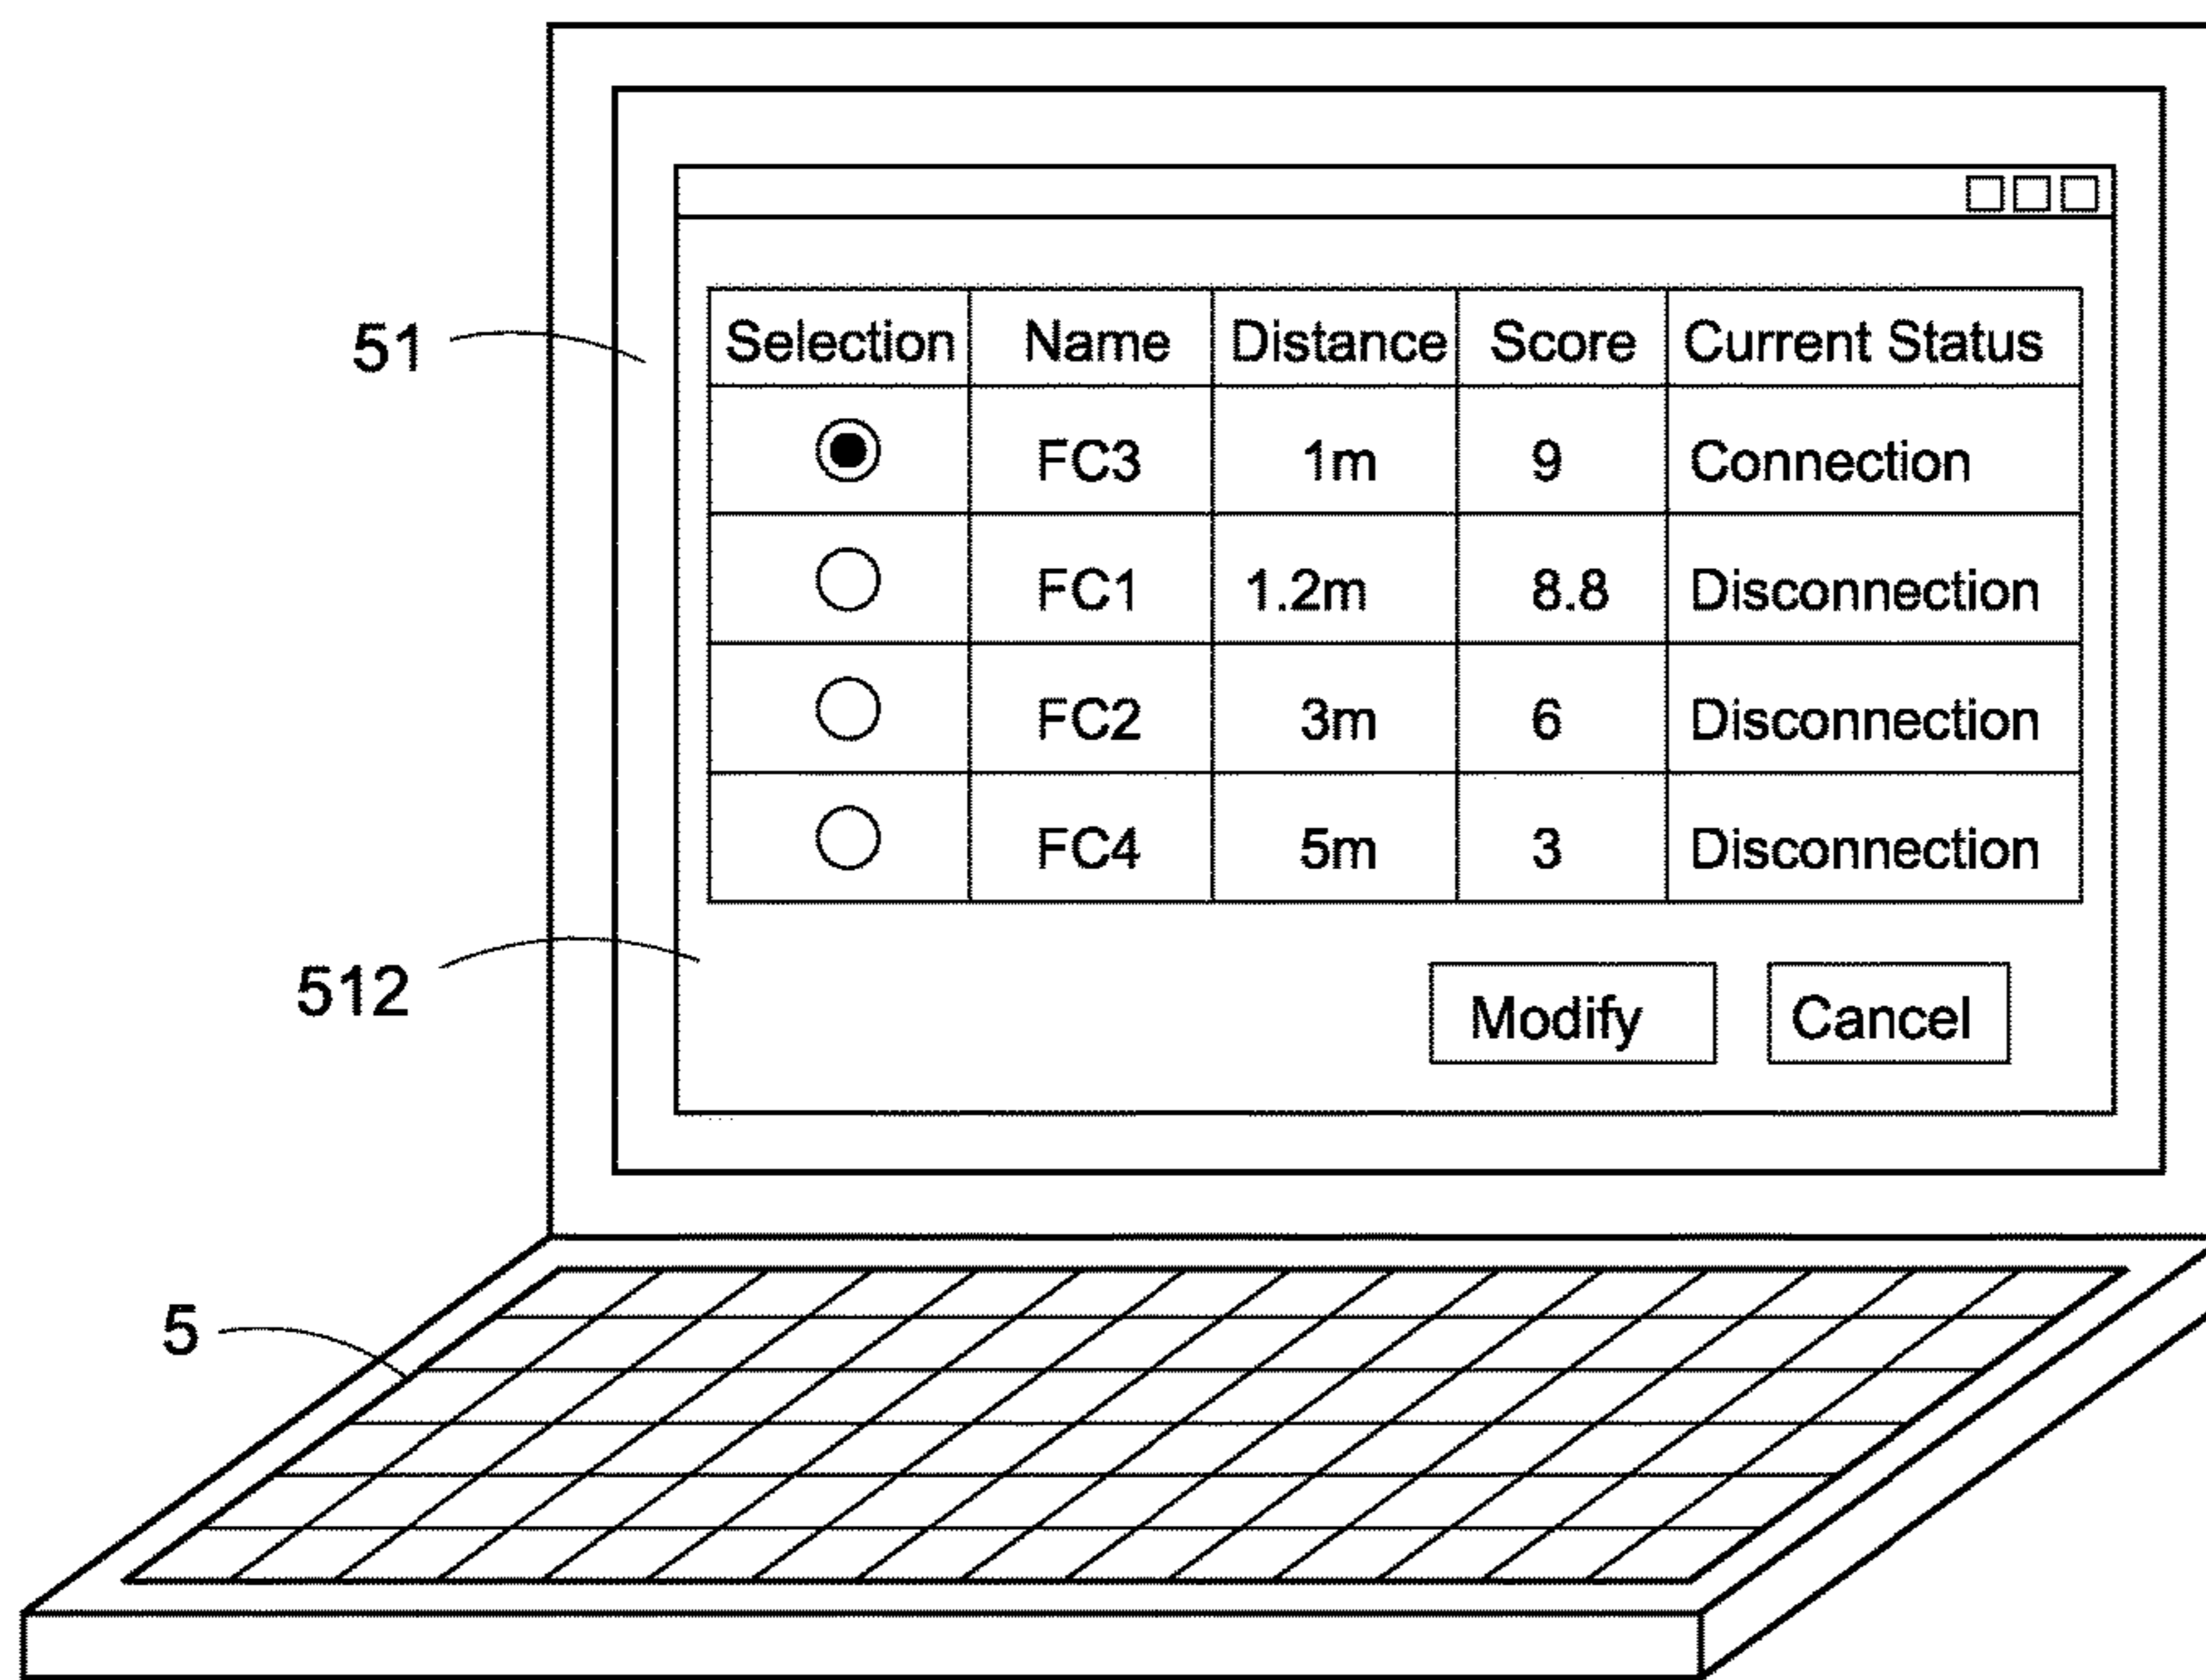 Selection Name Distance Score Current Status
51
FC3 1m 9 Connection
FC1 1.2m 8.8 Disconnection
FC2 3m 6 Disconnection
FC4 5m 3 Disconnection
512
Modify Cancel
5